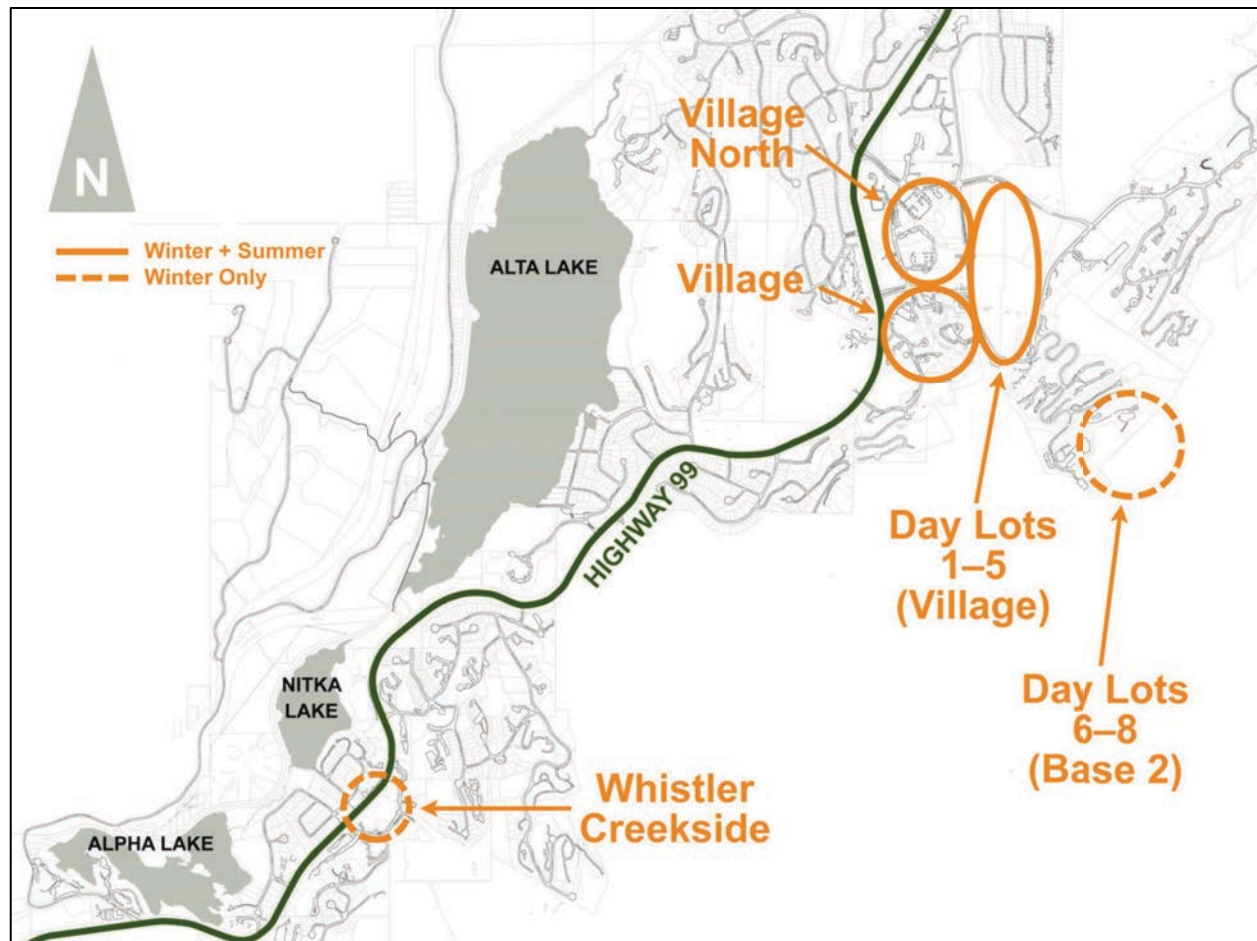 N
Winter + Summer
Winter Only
Village
North
Village
ALTA LAKE
HIGHWAY 99
Day Lots
1–5
(Village)
Day Lots
6–8
(Base 2)
NITKA
LAKE
Whistler
Creekside
ALPHA LAKE